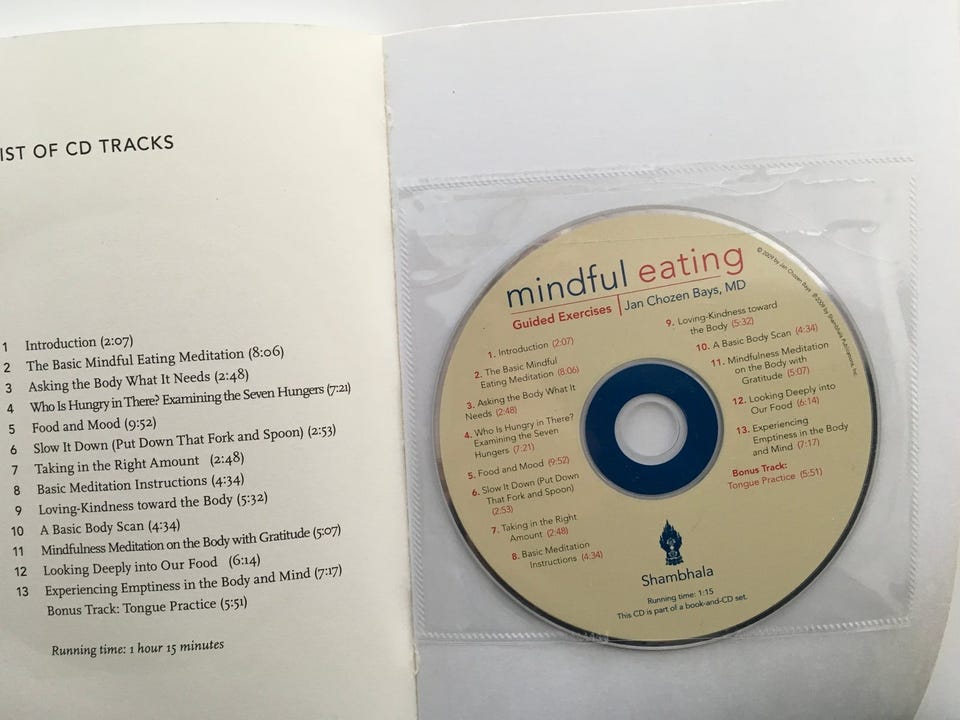 IST OF CD TRACKS
1 Introduction (2:07)
2 The Basic Mindful Eating Meditation (8:06)
3 Asking the Body What It Needs (2:48)
4 Who Is Hungry in There? Examining the Seven Hungers (7:21)
5 Food and Mood (9:52)
6 Slow It Down (Put Down That Fork and Spoon) (2:53)
7 Taking in the Right Amount (2:48)
8 Basic Meditation Instructions (4:34)
9 Loving-Kindness toward the Body (5:32)
10 A Basic Body Scan (4:34)
11 Mindfulness Meditation on the Body with Gratitude (5:07)
12 Looking Deeply into Our Food (6:14)
13 Experiencing Emptiness in the Body and Mind (7:17)
Bonus Track: Tongue Practice (5:51)
Running time: 1 hour 15 minutes
mindful eating
Guided Exercises | Jan Chozen Bays, MD
1. Introduction (2:07)
2. The Basic Mindful
Eating Meditation (8:06)
3. Asking the Body What It
Needs (2:48)
4. Who Is Hungry in There?
Examining the Seven
Hungers (7:21)
5. Food and Mood (9:52)
6. Slow It Down (Put Down
That Fork and Spoon)
(2:53)
7. Taking in the Right
Amount (2:48)
8. Basic Meditation
Instructions (4:34)
9. Loving-Kindness toward
the Body (5:32)
10. A Basic Body Scan (4:34)
11. Mindfulness Meditation
on the Body with
Gratitude (5:07)
12. Looking Deeply into
Our Food (6:14)
13. Experiencing
Emptiness in the Body
and Mind (7:17)
Bonus Track:
Tongue Practice (5:51)
© 2009 by Jan Chozen Bays ℗ 2009 by Shambhala Publications, Inc.
Shambhala
Running time: 1:15
This CD is part of a book-and-CD set.